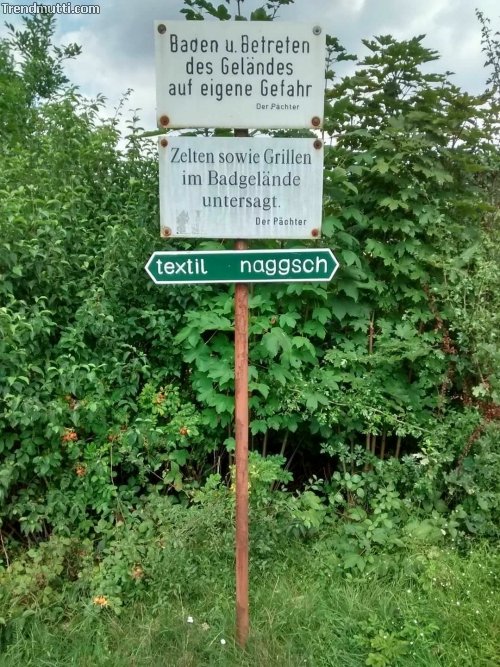 Trendmutti.com
Baden u. Betreten
des Geländes
auf eigene Gefahr
Der Pächter
Zelten sowie Grillen
im Badgelände
untersagt.
Der Pächter
textil naggsch